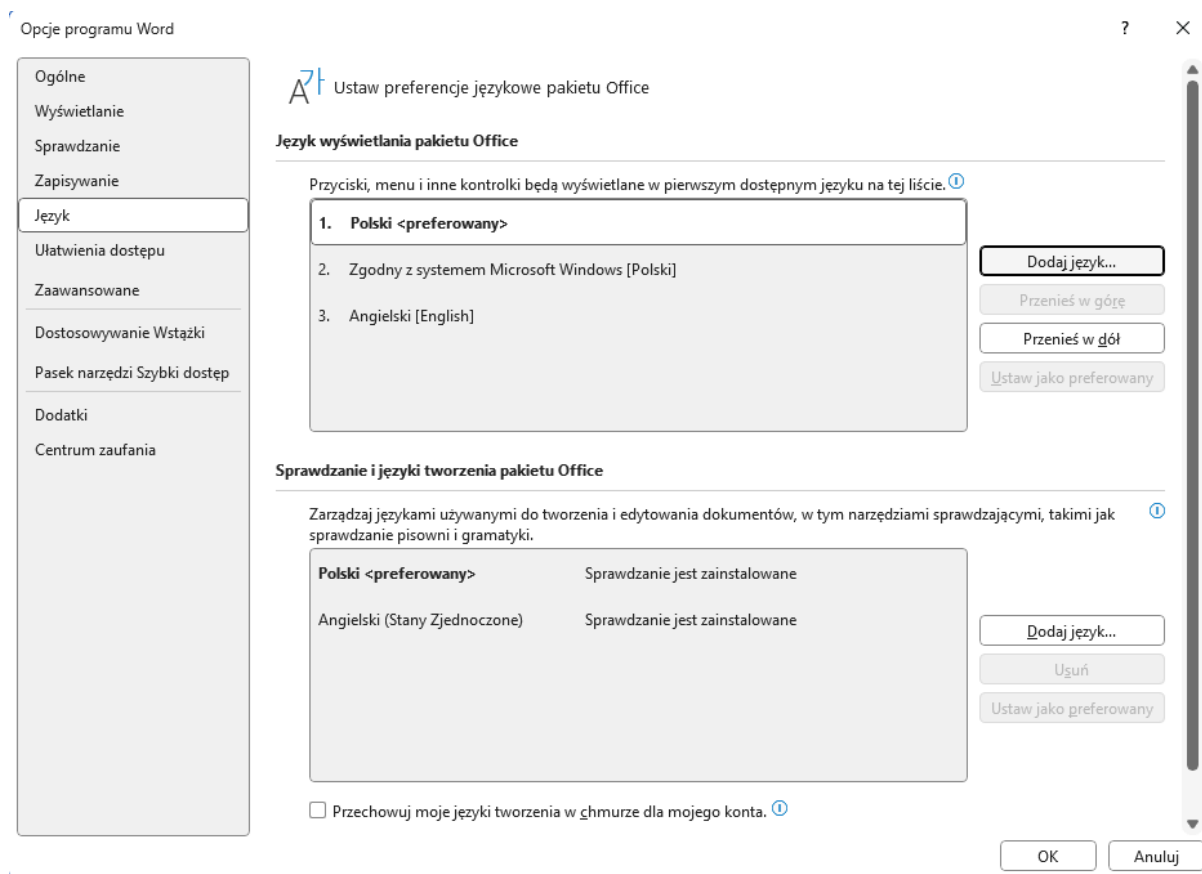 Opcje programu Word
?
Ogólne
Wyświetlanie
Sprawdzanie
Zapisywanie
Język
Ułatwienia dostępu
Zaawansowane
Dostosowywanie Wstążki
Pasek narzędzi Szybki dostęp
Dodatki
Centrum zaufania
A가 Ustaw preferencje językowe pakietu Office
Język wyświetlania pakietu Office
Przyciski, menu i inne kontrolki będą wyświetlane w pierwszym dostępnym języku na tej liście.
1. Polski <preferowany>
2. Zgodny z systemem Microsoft Windows [Polski]
3. Angielski [English]
Dodaj język...
Przenieś w górę
Przenieś w dół
Ustaw jako preferowany
Sprawdzanie i języki tworzenia pakietu Office
Zarządzaj językami używanymi do tworzenia i edytowania dokumentów, w tym narzędziami sprawdzającymi, takimi jak
sprawdzanie pisowni i gramatyki.
Polski <preferowany> Sprawdzanie jest zainstalowane
Angielski (Stany Zjednoczone) Sprawdzanie jest zainstalowane
Dodaj język...
Usuń
Ustaw jako preferowany
Przechowuj moje języki tworzenia w chmurze dla mojego konta.
OK
Anuluj